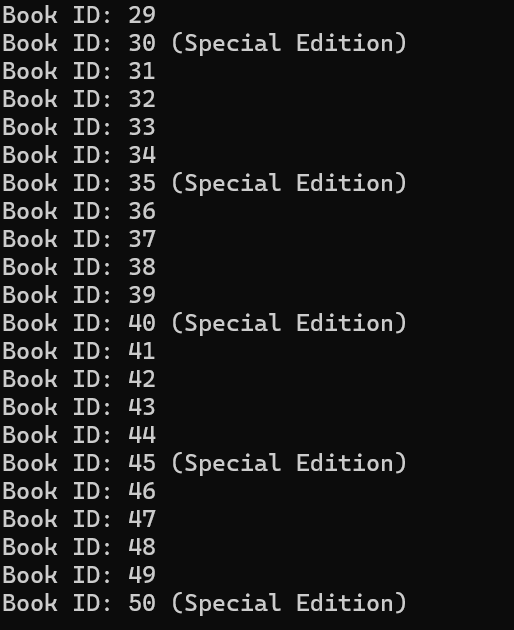 Book ID: 29
Book ID: 30 (Special Edition)
Book ID: 31
Book ID: 32
Book ID: 33
Book ID: 34
Book ID: 35 (Special Edition)
Book ID: 36
Book ID: 37
Book ID: 38
Book ID: 39
Book ID: 40 (Special Edition)
Book ID: 41
Book ID: 42
Book ID: 43
Book ID: 44
Book ID: 45 (Special Edition)
Book ID: 46
Book ID: 47
Book ID: 48
Book ID: 49
Book ID: 50 (Special Edition)